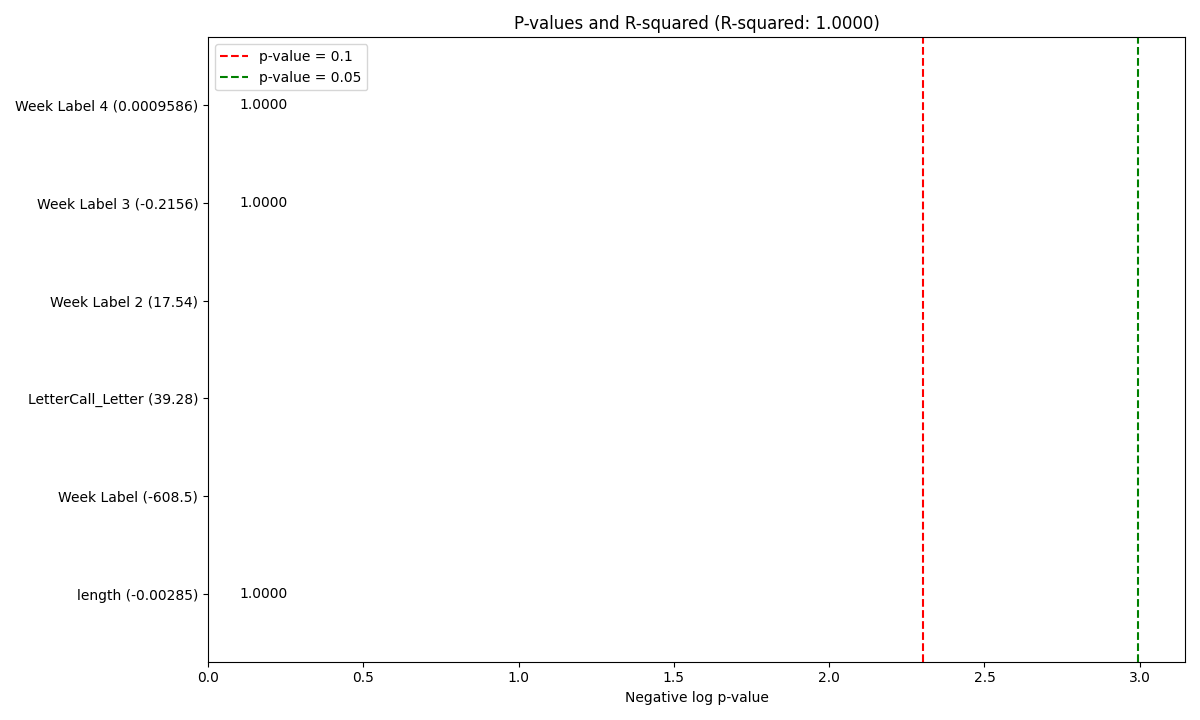 P-values and R-squared (R-squared: 1.0000)
p-value = 0.1
p-value = 0.05
Week Label 4 (0.0009586)
1.0000
Week Label 3 (-0.2156)
1.0000
Week Label 2 (17.54)
LetterCall_Letter (39.28)
Week Label (-608.5)
length (-0.00285)
1.0000
0.0
0.5
1.0
1.5
2.0
2.5
3.0
Negative log p-value